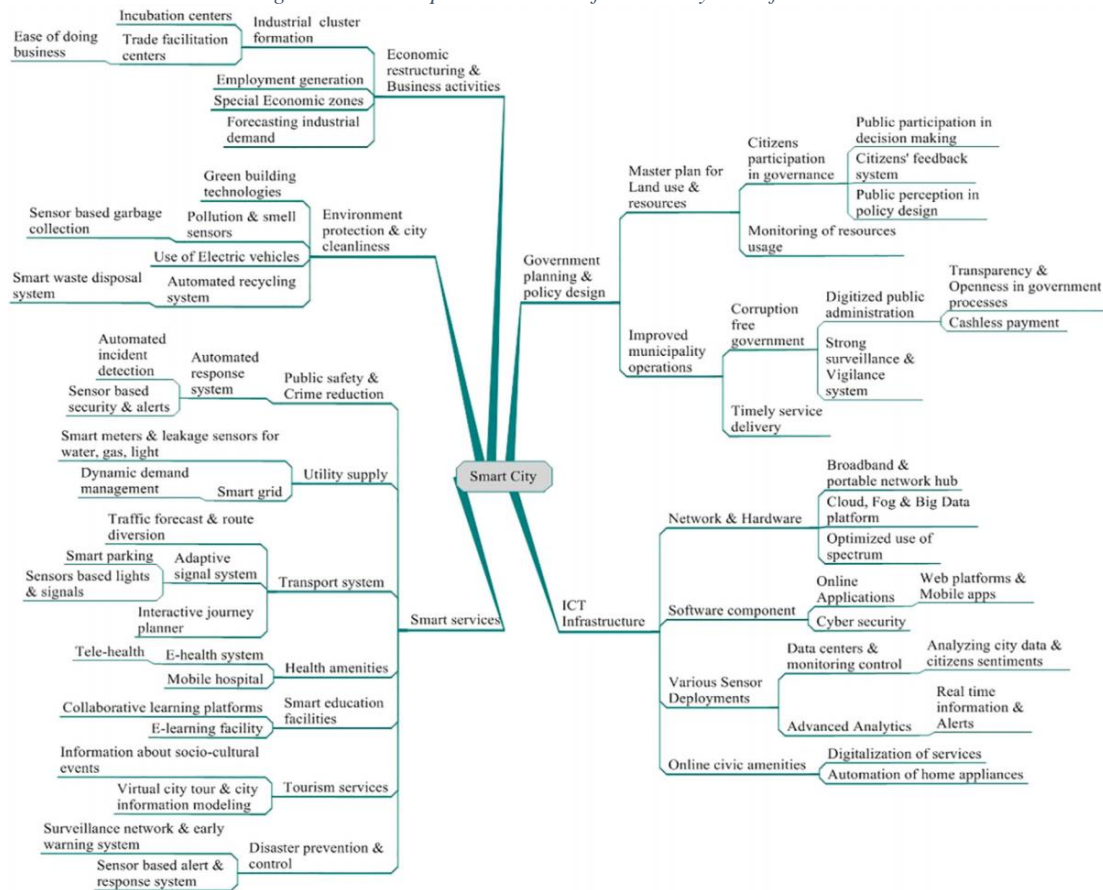 Incubation centers
Industrial cluster
formation
Ease of doing
business
Trade facilitation
centers
Economic
restructuring &
Business activities
Employment generation
Special Economic zones
Forecasting industrial
demand
Green building
technologies
Sensor based garbage
collection
Pollution & smell
sensors
Environment
protection & city
cleanliness
Use of Electric vehicles
Smart waste disposal
system
Automated recycling
system
Automated
incident
detection
Automated
response
system
Public safety &
Crime reduction
Sensor based
security & alerts
Smart meters & leakage sensors for
water, gas, light
Utility supply
Dynamic demand
management
Smart grid
Traffic forecast & route
diversion
Smart parking
Adaptive
signal system
Sensors based lights
& signals
Transport system
Interactive journey
planner
Smart services
Tele-health
E-health system
Health amenities
Mobile hospital
Collaborative learning platforms
Smart education
facilities
E-learning facility
Information about socio-cultural
events
Tourism services
Virtual city tour & city
information modeling
Surveillance network & early
warning system
Disaster prevention &
control
Sensor based alert &
response system
Smart City
Government
planning &
policy design
Master plan for
Land use &
resources
Citizens
participation
in governance
Public participation in
decision making
Citizens' feedback
system
Public perception in
policy design
Monitoring of resources
usage
Improved
municipality
operations
Corruption
free
government
Digitized public
administration
Transparency &
Openness in government
processes
Cashless payment
Strong
surveillance &
Vigilance
system
Timely service
delivery
ICT
Infrastructure
Network & Hardware
Broadband &
portable network hub
Cloud, Fog & Big Data
platform
Optimized use of
spectrum
Software component
Online
Applications
Web platforms &
Mobile apps
Cyber security
Various Sensor
Deployments
Data centers &
monitoring control
Analyzing city data &
citizens sentiments
Advanced Analytics
Real time
information &
Alerts
Online civic amenities
Digitalization of services
Automation of home appliances